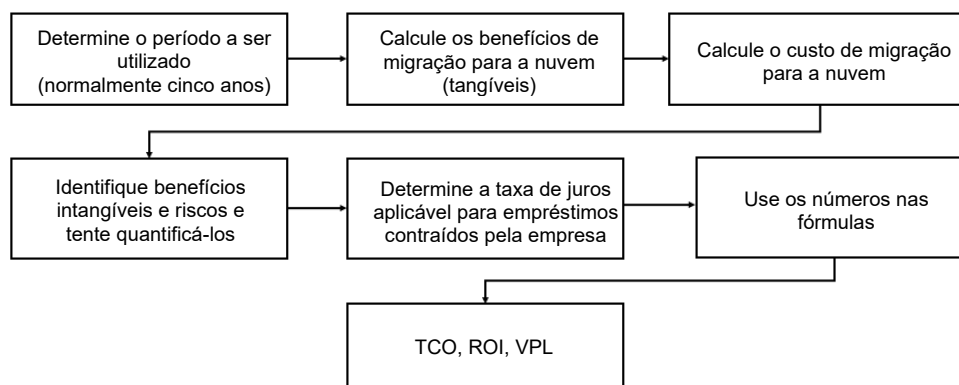 Determine o período a ser
utilizado
(normalmente cinco anos)
Calcule os benefícios de
migração para a nuvem
(tangíveis)
Calcule o custo de migração
para a nuvem
Identifique benefícios
intangíveis e riscos e
tente quantificá-los
Determine a taxa de juros
aplicável para empréstimos
contraídos pela empresa
Use os números nas
fórmulas
TCO, ROI, VPL